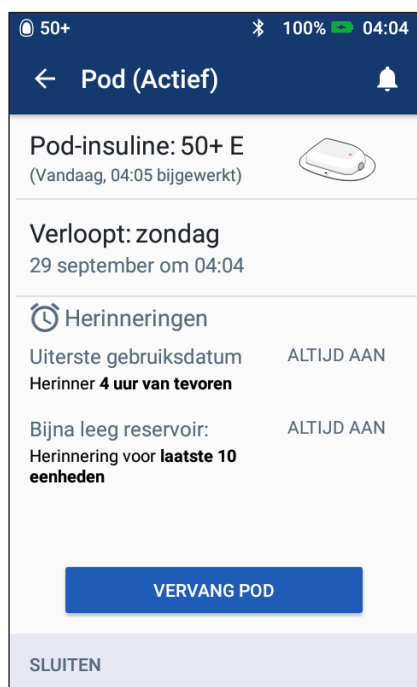 50+ 100% 04:04
Pod (Actief)
Pod-insuline: 50+ E
(Vandaag, 04:05 bijgewerkt)
Verloopt: zondag
29 september om 04:04
Herinneringen
Uiterste gebruiksdatum ALTIJD AAN
Herinner 4 uur van tevoren
Bijna leeg reservoir: ALTIJD AAN
Herinnering voor laatste 10
eenheden
VERVANG POD
SLUITEN